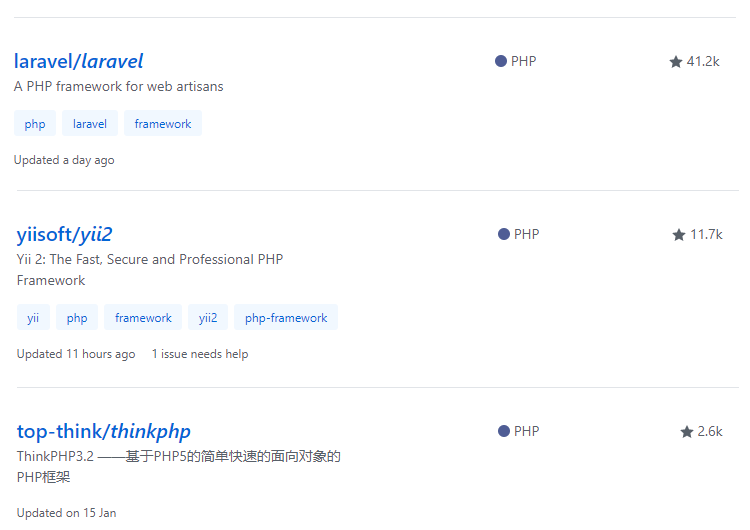 laravel/laravel PHP 41.2k
A PHP framework for web artisans
php laravel framework
Updated a day ago
yiisoft/yii2 PHP 11.7k
Yii 2: The Fast, Secure and Professional PHP
Framework
yii php framework yii2 php-framework
Updated 11 hours ago 1 issue needs help
top-think/thinkphp PHP 2.6k
ThinkPHP3.2 ——基于PHP5的简单快速的面向对象的
PHP框架
Updated on 15 Jan